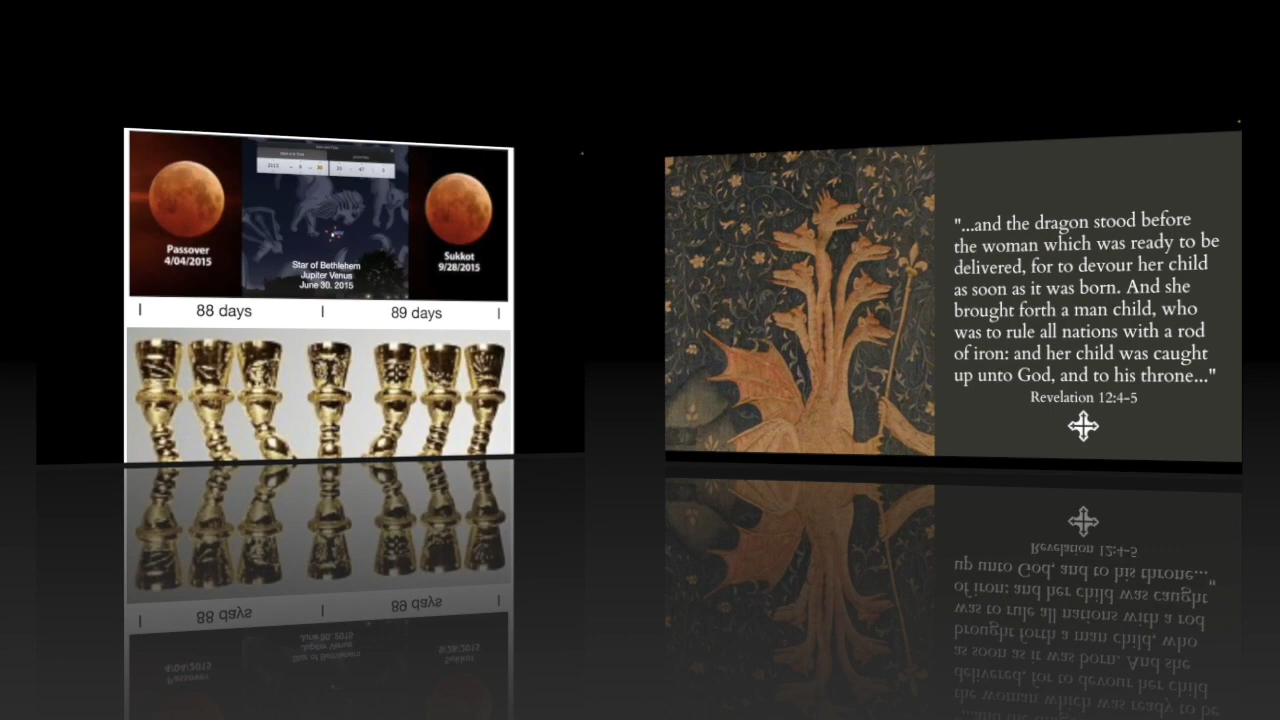 Passover
4/04/2015
Star of Bethlehem
Jupiter Venus
June 30. 2015
Sukkot
9/28/2015
88 days
89 days
"...and the dragon stood before
the woman which was ready to be
delivered, for to devour her child
as soon as it was born. And she
brought forth a man child, who
was to rule all nations with a rod
of iron: and her child was caught
up unto God, and to his throne..."
Revelation 12:4-5